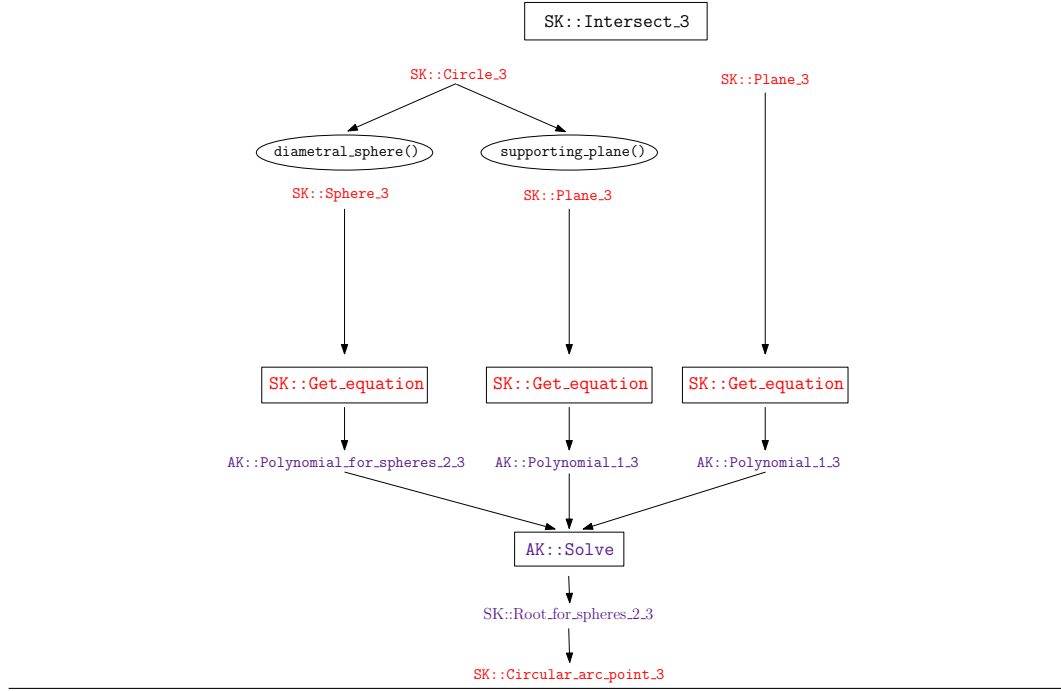 SK::Intersect_3
SK::Circle_3
SK::Plane_3
diametral_sphere()
supporting_plane()
SK::Sphere_3
SK::Plane_3
SK::Get_equation
SK::Get_equation
SK::Get_equation
AK::Polynomial_for_spheres_2_3
AK::Polynomial_1_3
AK::Polynomial_1_3
AK::Solve
SK::Root_for_spheres_2_3
SK::Circular_arc_point_3